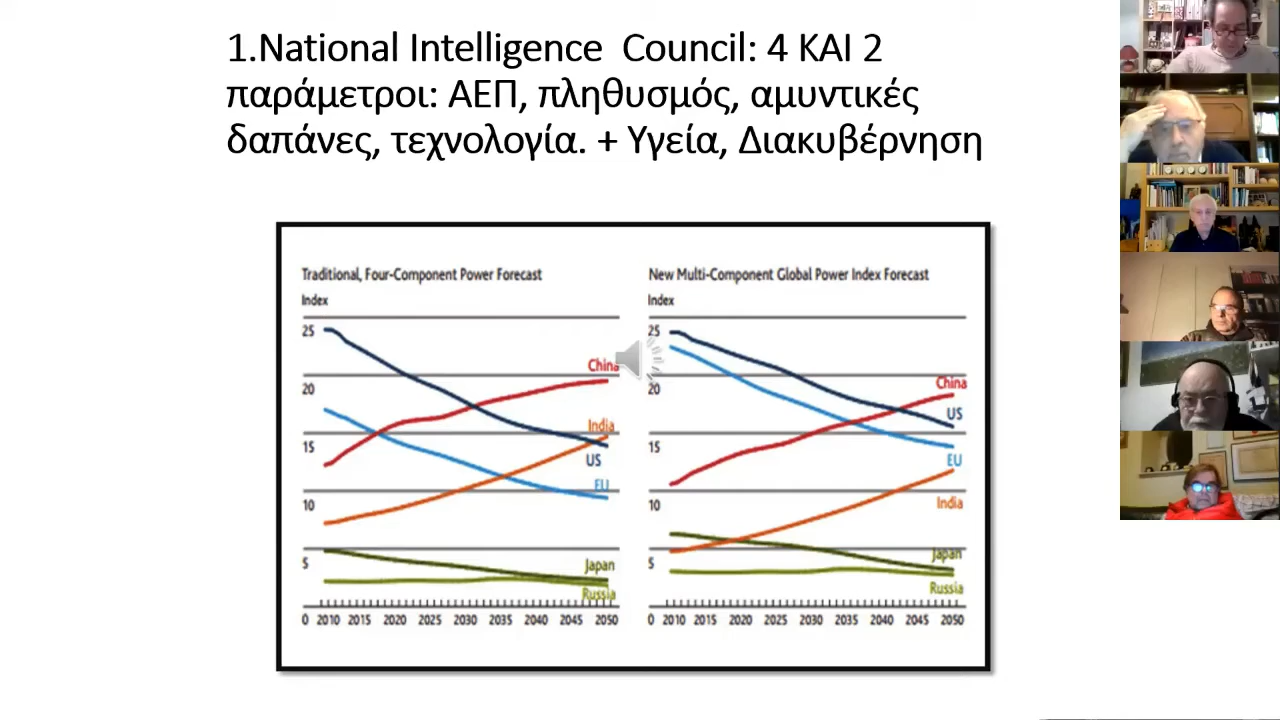 1.National Intelligence Council: 4 ΚΑΙ 2
παράμετροι: ΑΕΠ, πληθυσμός, αμυντικές
δαπάνες, τεχνολογία. + Υγεία, Διακυβέρνηση
Traditional, Four-Component Power Forecast
Index
25
20
15
10
5
China
India
US
EU
Japan
Russia
0 2010 2015 2020 2025 2030 2035 2040 2045 2050
New Multi-Component Global Power Index Forecast
Index
25
20
15
10
5
China
US
EU
India
Japan
Russia
0 2010 2015 2020 2025 2030 2035 2040 2045 2050